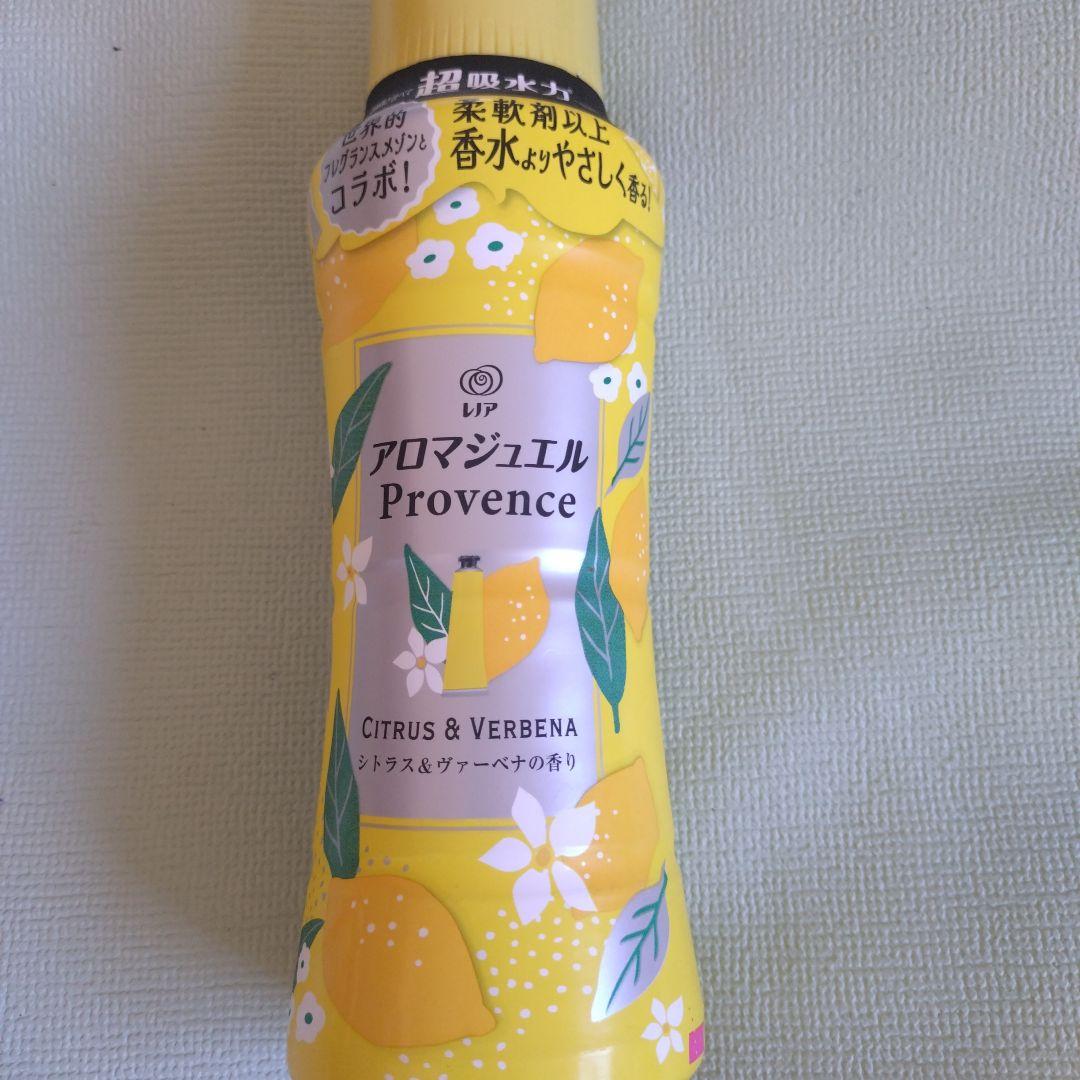 超吸水力
世界的
フレグランスメゾンと
コラボ!
柔軟剤以上
香水よりやさしく香る!
レノア
アロマジュエル
Provence
CITRUS & VERBENA
シトラス&ヴァーベナの香り